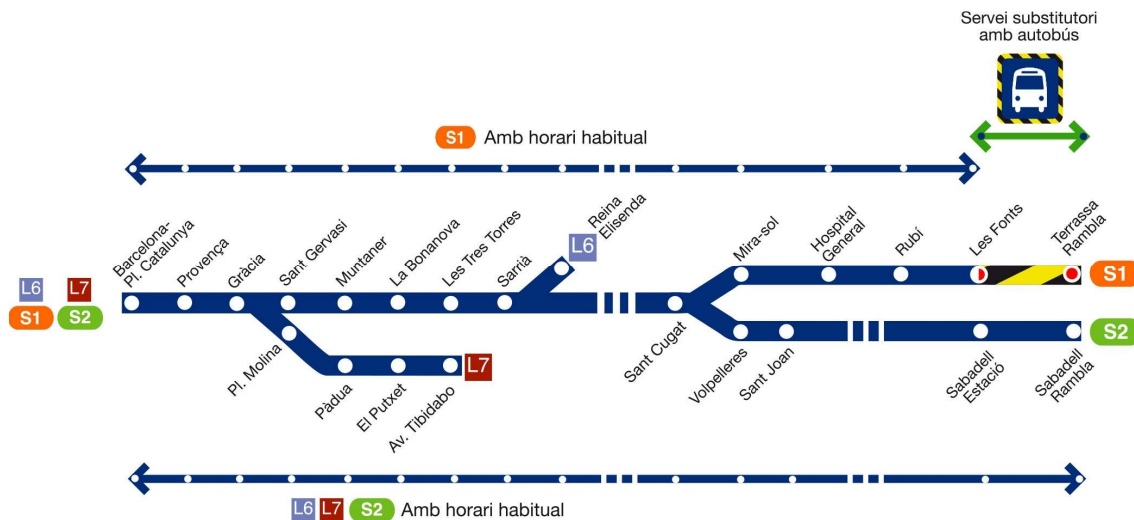 Servei substitutori
amb autobús
S1 Amb horari habitual
Barcelona-
Pl. Catalunya
Provença
Gràcia
Sant Gervasi
Muntaner
La Bonanova
Les Tres Torres
Sarrià
Reina
Elisenda
Mira-sol
Hospital
General
Rubí
Les Fonts
Terrassa
Rambla
L6
L6 L7
S1 S2
S1
S2
L7
Pl. Molina
Pàdua
El Putxet
Av. Tibidabo
Sant Cugat
Volpelleres
Sant Joan
Sabadell
Estació
Sabadell
Rambla
L6 L7 S2 Amb horari habitual